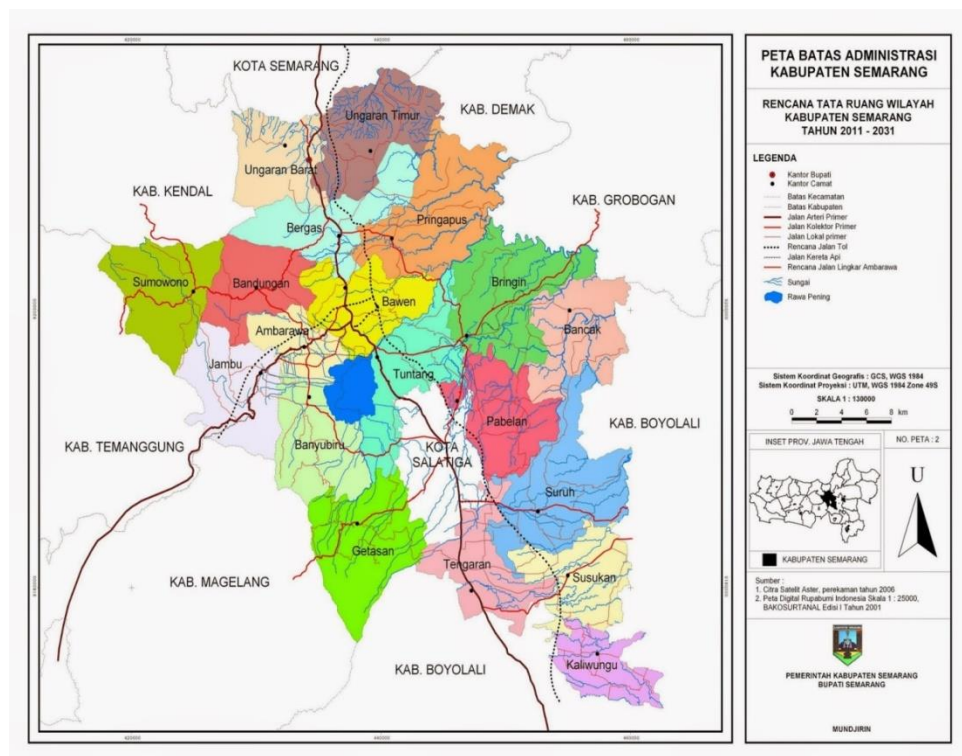 KOTA SEMARANG
KAB. DEMAK
Ungaran Timur
Ungaran Barat
KAB. KENDAL
KAB. GROBOGAN
Pringapus
Bergas
Sumowono
Bandungan
Bringin
Bawen
Bancak
Ambarawa
Jambu
Tuntang
Pabelan
KAB. BOYOLALI
KAB. TEMANGGUNG
Banyubiru
KOTA
SALATIGA
Suruh
Getasan
Tengaran
KAB. MAGELANG
Susukan
KAB. BOYOLALI
Kaliwungu
PETA BATAS ADMINISTRASI
KABUPATEN SEMARANG
RENCANA TATA RUANG WILAYAH
KABUPATEN SEMARANG
TAHUN 2011 - 2031
LEGENDA
Kantor Bupati
Kantor Camat
Batas Kecamatan
Batas Kabupaten
Jalan Arteri Primer
Jalan Kolektor Primer
Jalan Lokal primer
Rencana Jalan Tol
Jalan Kereta Api
Rencana Jalan Lingkar Ambarawa
Sungai
Rawa Pening
Sistem Koordinat Geografis : GCS, WGS 1984
Sistem Koordinat Proyeksi : UTM, WGS 1984 Zone 49S
SKALA 1 : 130000
0 2 4 6 8 km
INSET PROV. JAWA TENGAH
NO. PETA : 2
U
KABUPATEN SEMARANG
Sumber :
1. Citra Satelit Aster, perekaman tahun 2006
2. Peta Digital Rupabumi Indonesia Skala 1 : 25000,
BAKOSURTANAL Edisi I Tahun 2001
PEMERINTAH KABUPATEN SEMARANG
BUPATI SEMARANG
MUNDJIRIN